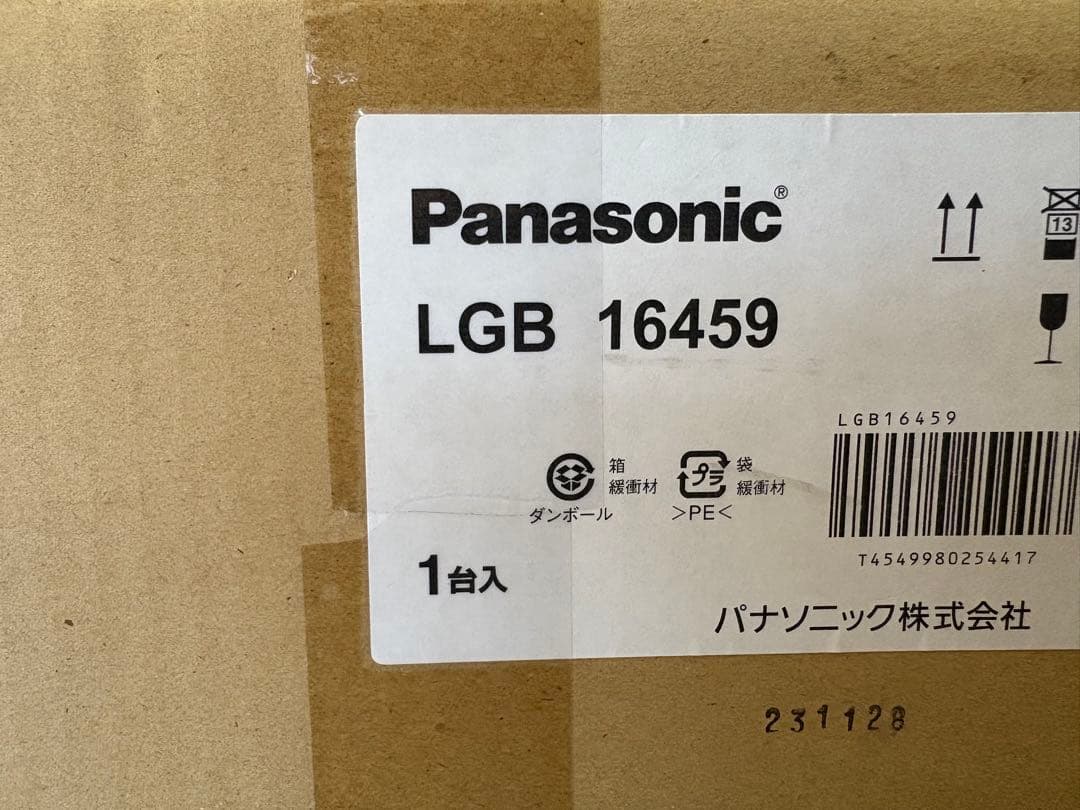 Panasonic®
LGB 16459
13
LGB16459
箱
緩衝材
ダンボール
プラ
袋
緩衝材
>PE<
T4549980254417
1台入
パナソニック株式会社
231128